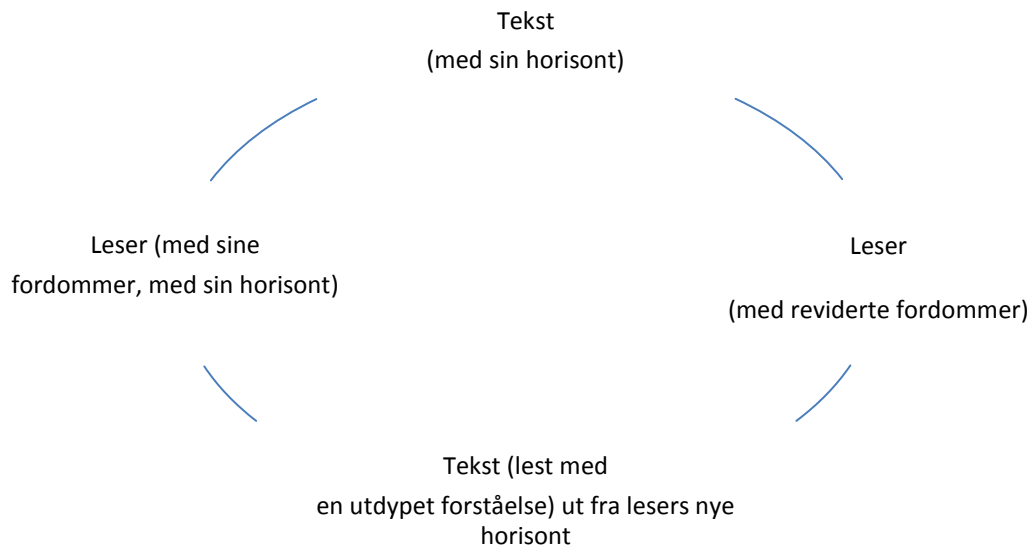 Tekst
(med sin horisont)
Leser (med sine
fordommer, med sin horisont)
Leser
(med reviderte fordommer)
Tekst (lest med
en utdypet forståelse) ut fra lesers nye
horisont